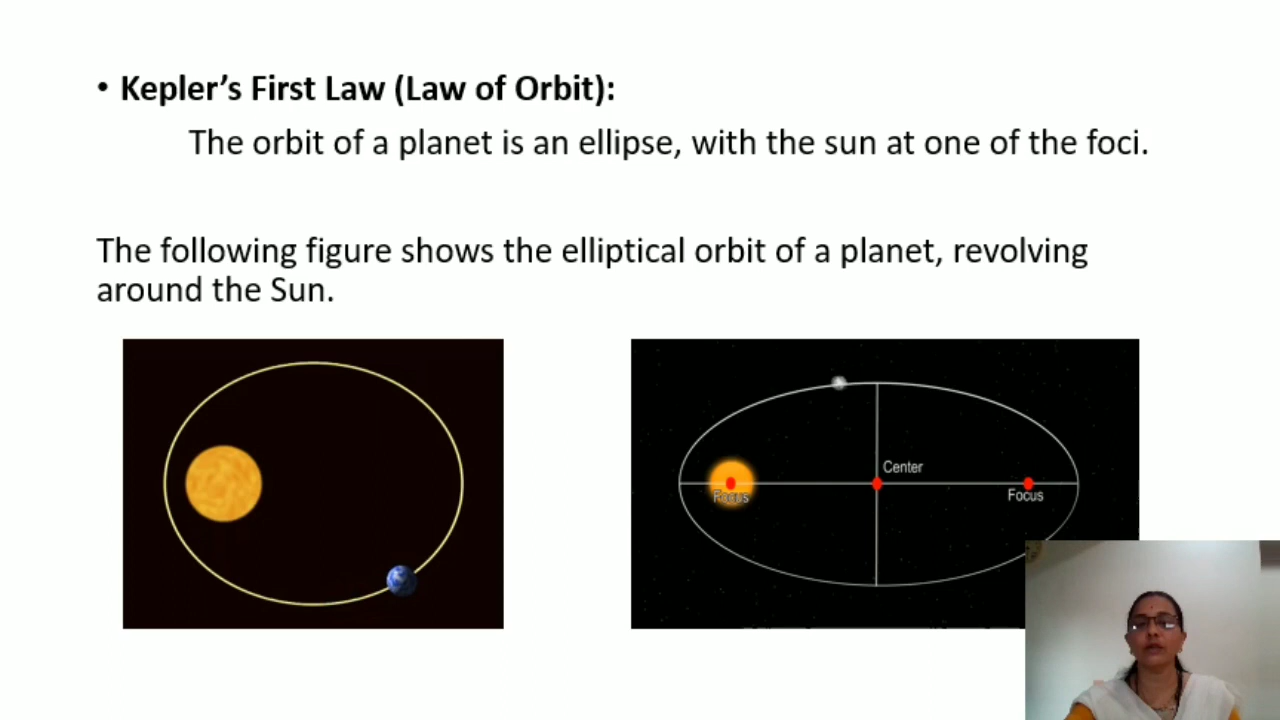 • Kepler’s First Law (Law of Orbit):
The orbit of a planet is an ellipse, with the sun at one of the foci.
The following figure shows the elliptical orbit of a planet, revolving
around the Sun.
Center
Focus
Focus